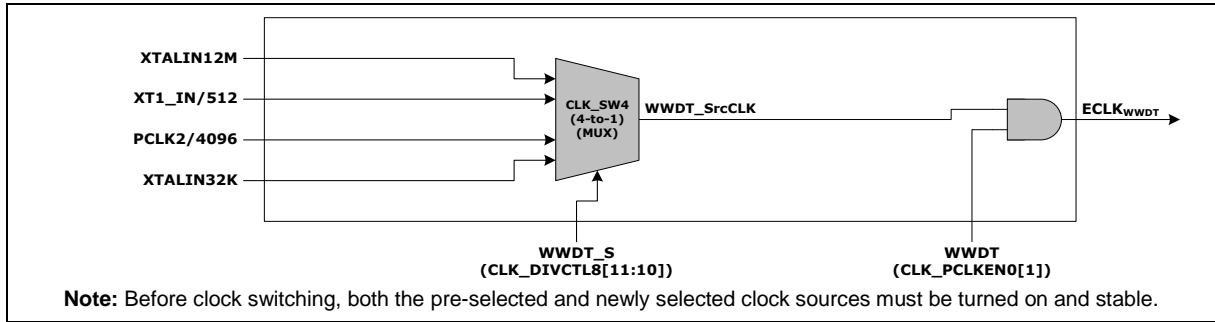 XTALIN12M
XT1_IN/512
PCLK2/4096
XTALIN32K
CLK_SW4
(4-to-1)
(MUX)
WWDT_SrcCLK
ECLKWWDT
WWDT_S
(CLK_DIVCTL8[11:10])
WWDT
(CLK_PCLKEN0[1])
Note: Before clock switching, both the pre-selected and newly selected clock sources must be turned on and stable.